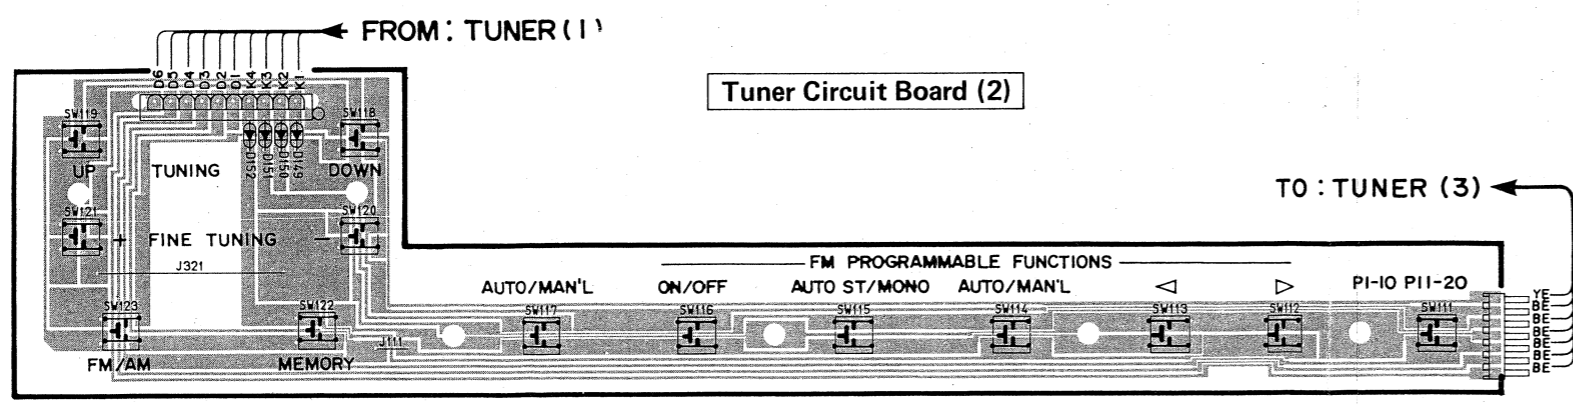 FROM: TUNER(1)
D6 D5 D4 D3 D2 D1 K4 K3 K2 K1
Tuner Circuit Board (2)
SW119
SW118
D152 D151 D150 D149
UP
TUNING
DOWN
TO: TUNER (3)
SW121
SW120
+ FINE TUNING −
J321
FM PROGRAMMABLE FUNCTIONS
AUTO/MAN'L
ON/OFF
AUTO ST/MONO
AUTO/MAN'L
◁
▷
P1-10 P11-20
SW123
SW122
SW117
SW116
SW115
SW114
SW113
SW112
SW111
YE
BE
BE
BE
BE
BE
BE
J111
FM/AM
MEMORY